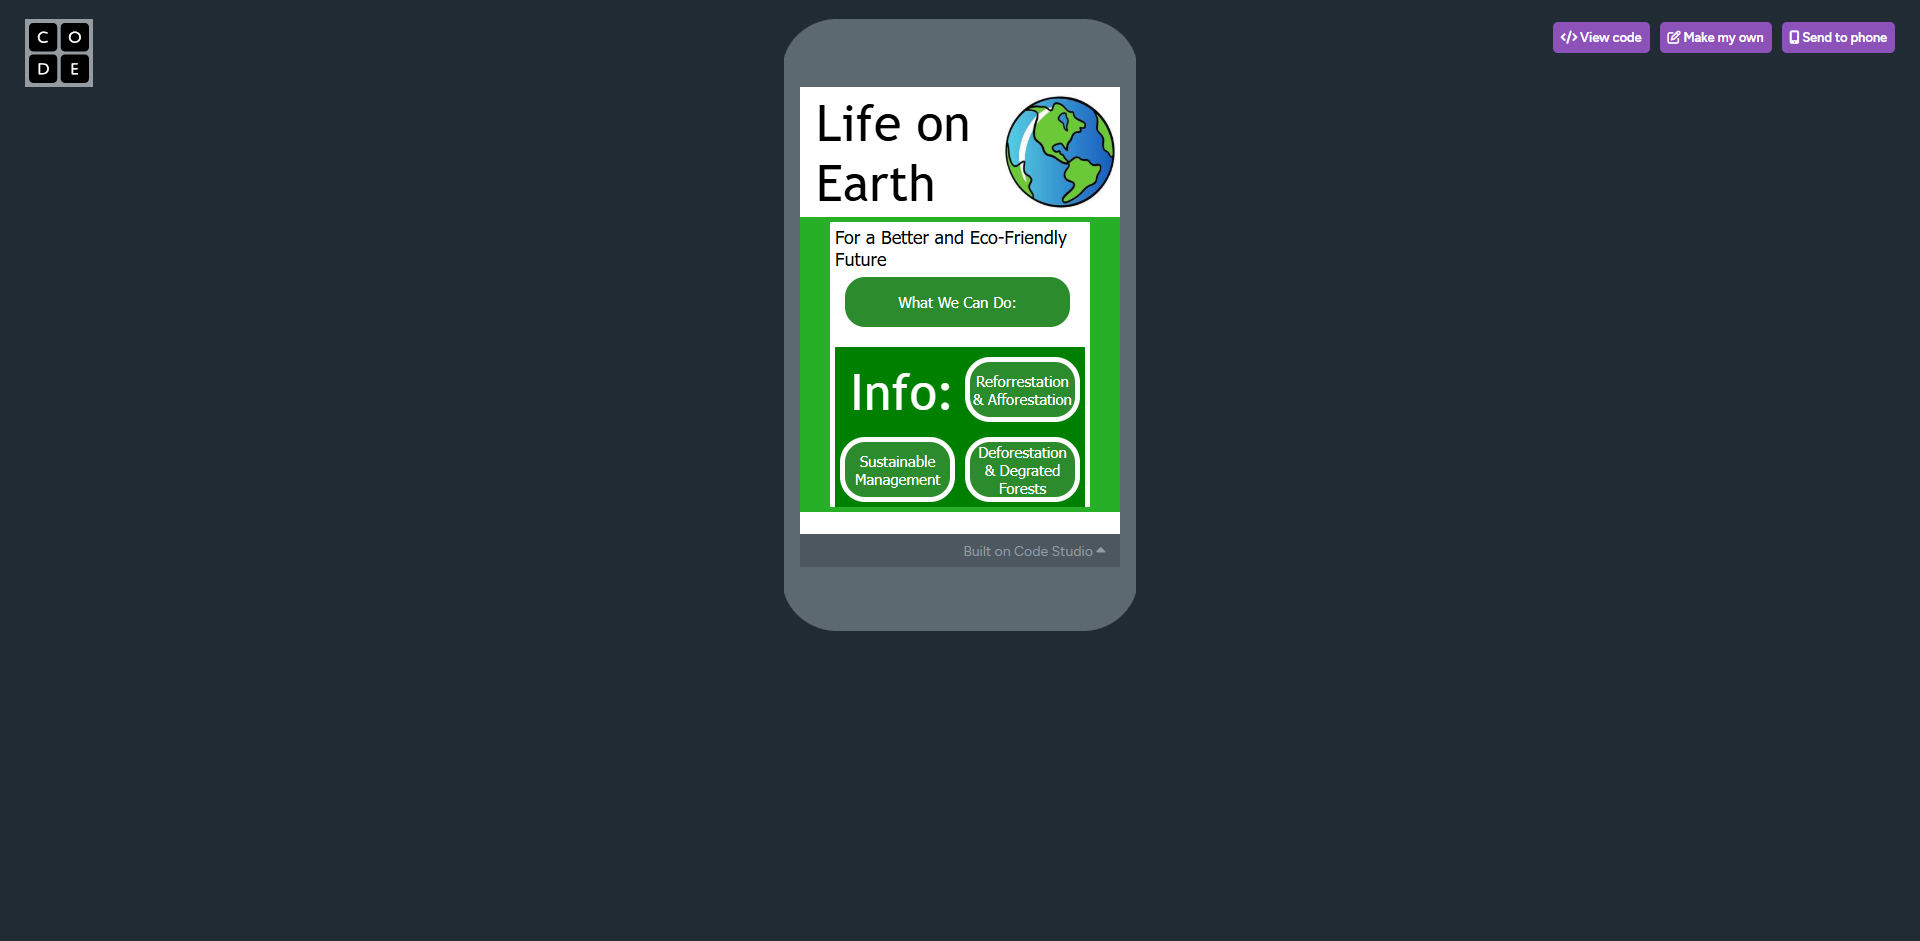 C O
D E
</> View code
Make my own
Send to phone
Life on
Earth
For a Better and Eco-Friendly
Future
What We Can Do:
Info:
Reforrestation
& Afforestation
Sustainable
Management
Deforestation
& Degrated
Forests
Built on Code Studio